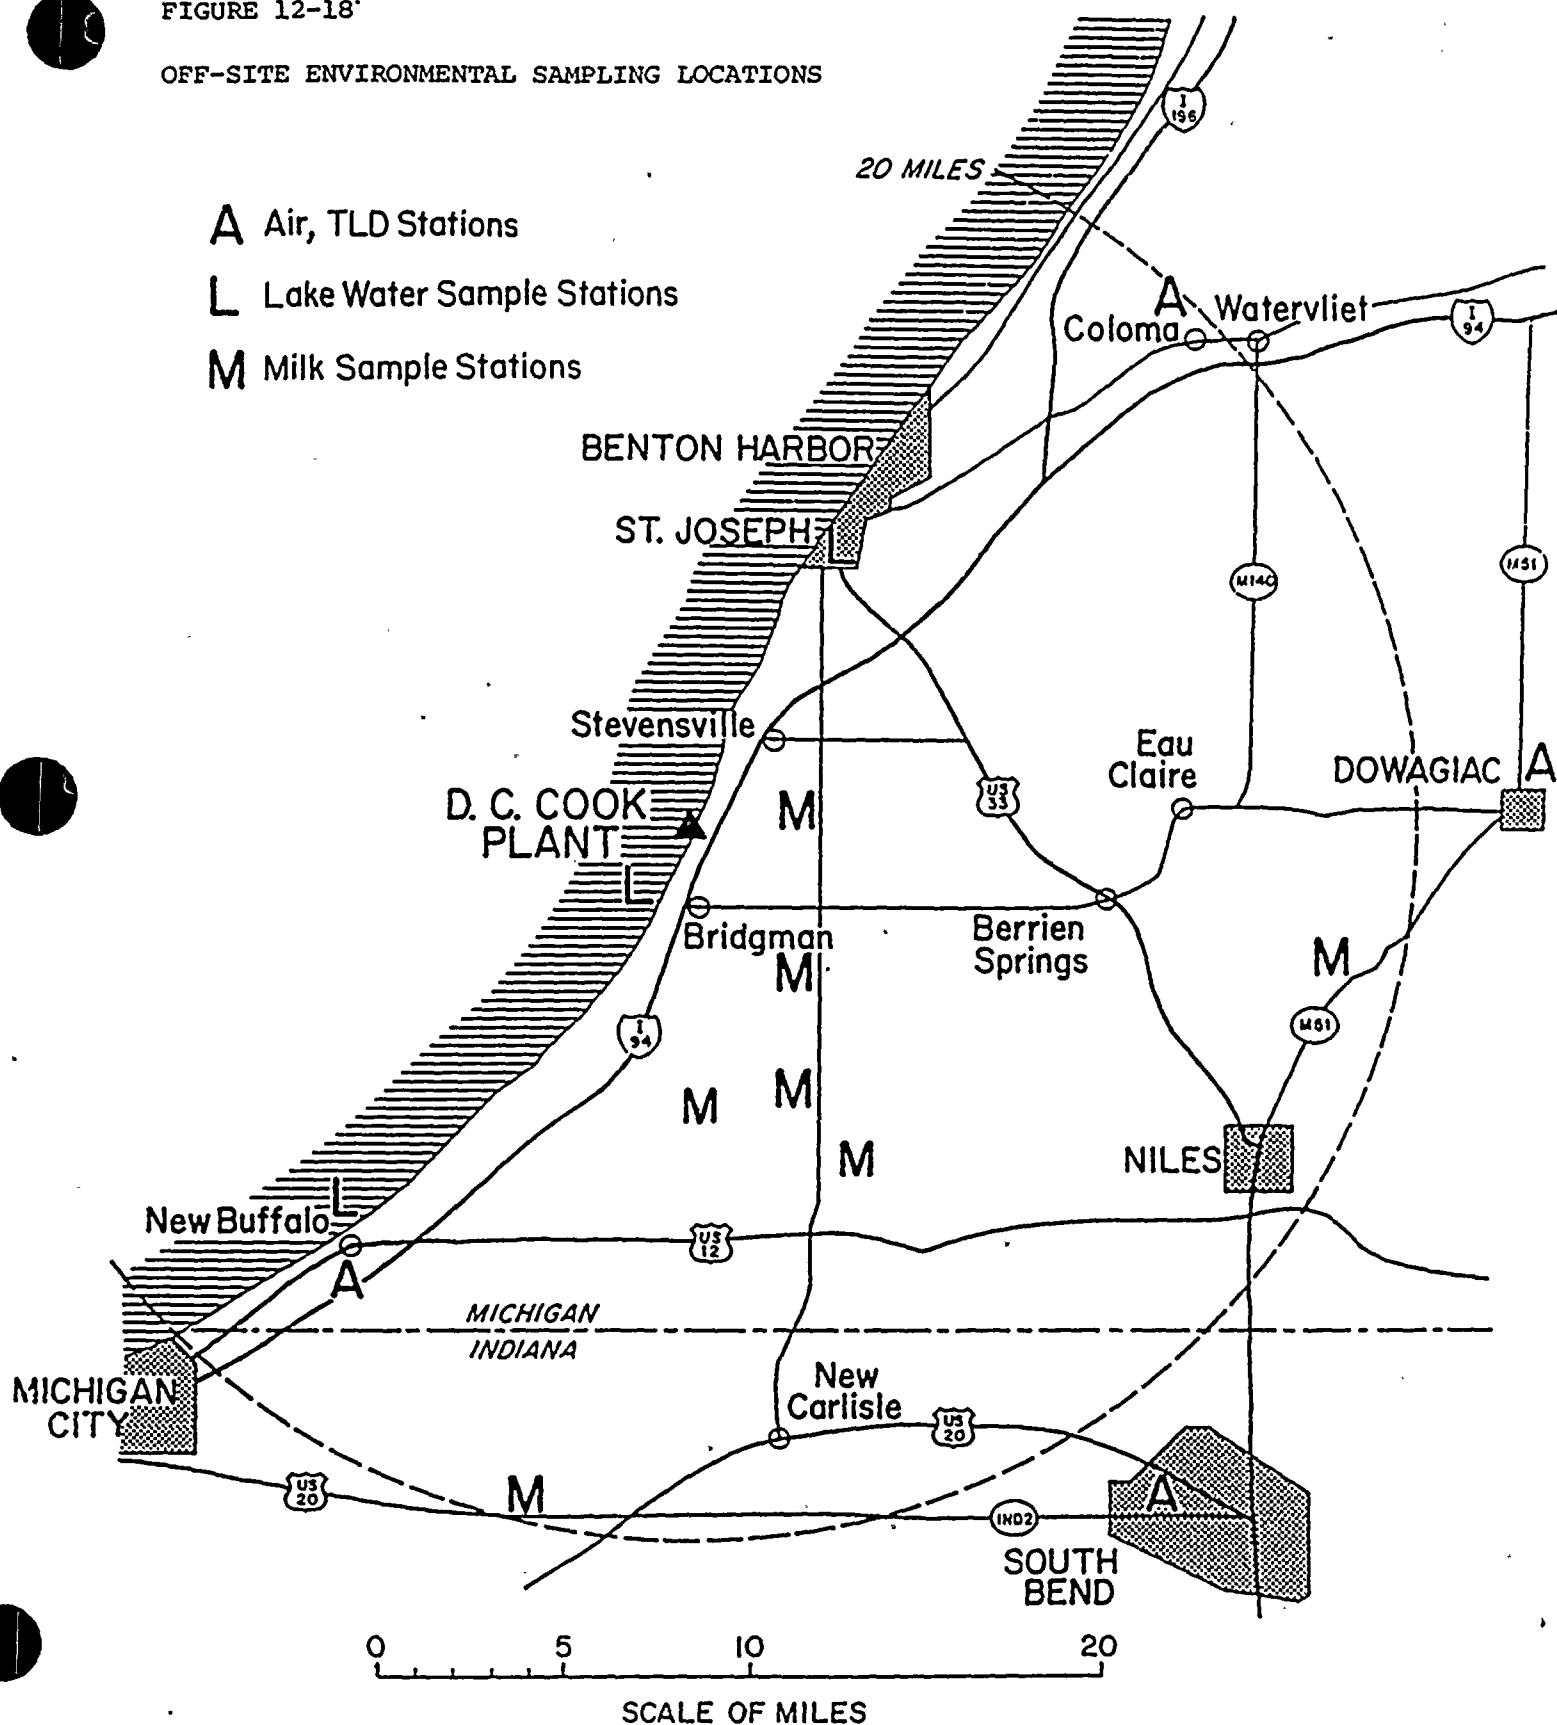 FIGURE 12-18
OFF-SITE ENVIRONMENTAL SAMPLING LOCATIONS
I
196
20 MILES
A Air, TLD Stations
L Lake Water Sample Stations
M Milk Sample Stations
A
Watervliet
Coloma
I
94
BENTON HARBOR
ST. JOSEPH
L
M140
M51
Stevensville
Eau
Claire
DOWAGIAC
A
US
33
D. C. COOK
PLANT
M
L
Bridgman
Berrien
Springs
M
M
I
94
M51
M
M
M
NILES
L
New Buffalo
US
12
A
MICHIGAN
INDIANA
MICHIGAN
CITY
New
Carlisle
US
20
US
20
M
A
IND2
SOUTH
BEND
0 5 10 20
SCALE OF MILES